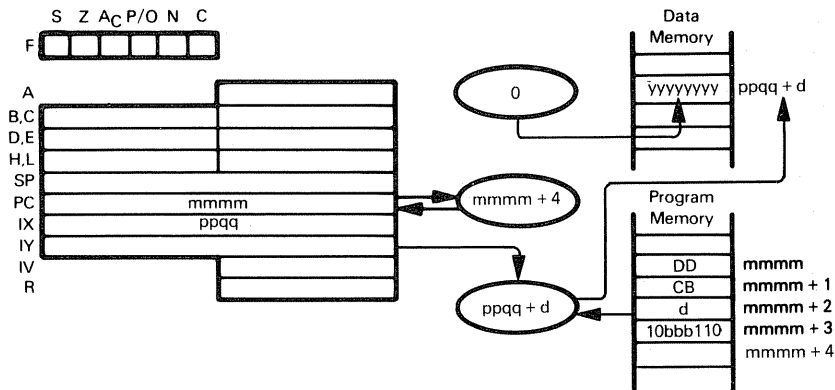 S Z AC P/O N C
F
Data
Memory
A
0
yyyyyyyy
ppqq + d
B,C
D,E
H,L
SP
PC
mmmm
mmmm + 4
Program
Memory
IX
ppqq
IY
IV
R
ppqq + d
DD
mmmm
CB
mmmm + 1
d
mmmm + 2
10bbb110
mmmm + 3
mmmm + 4